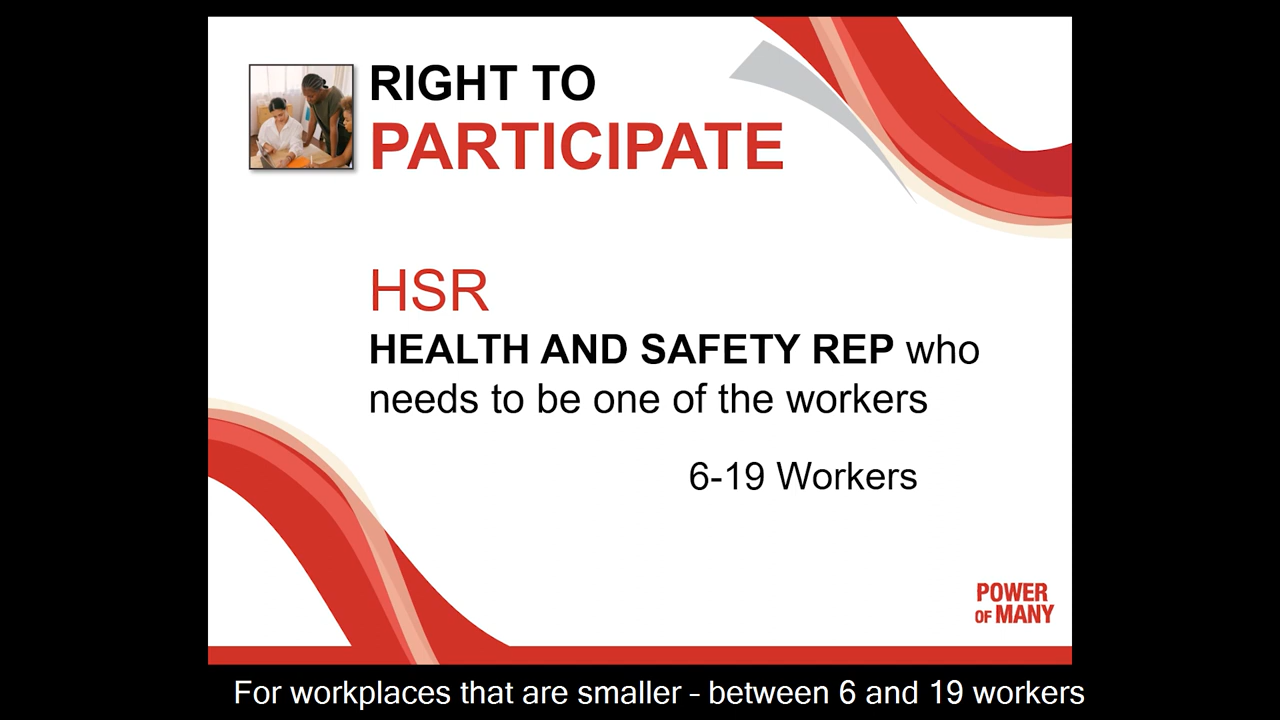 RIGHT TO
PARTICIPATE
HSR
HEALTH AND SAFETY REP who
needs to be one of the workers
6-19 Workers
POWER
OF MANY
For workplaces that are smaller - between 6 and 19 workers